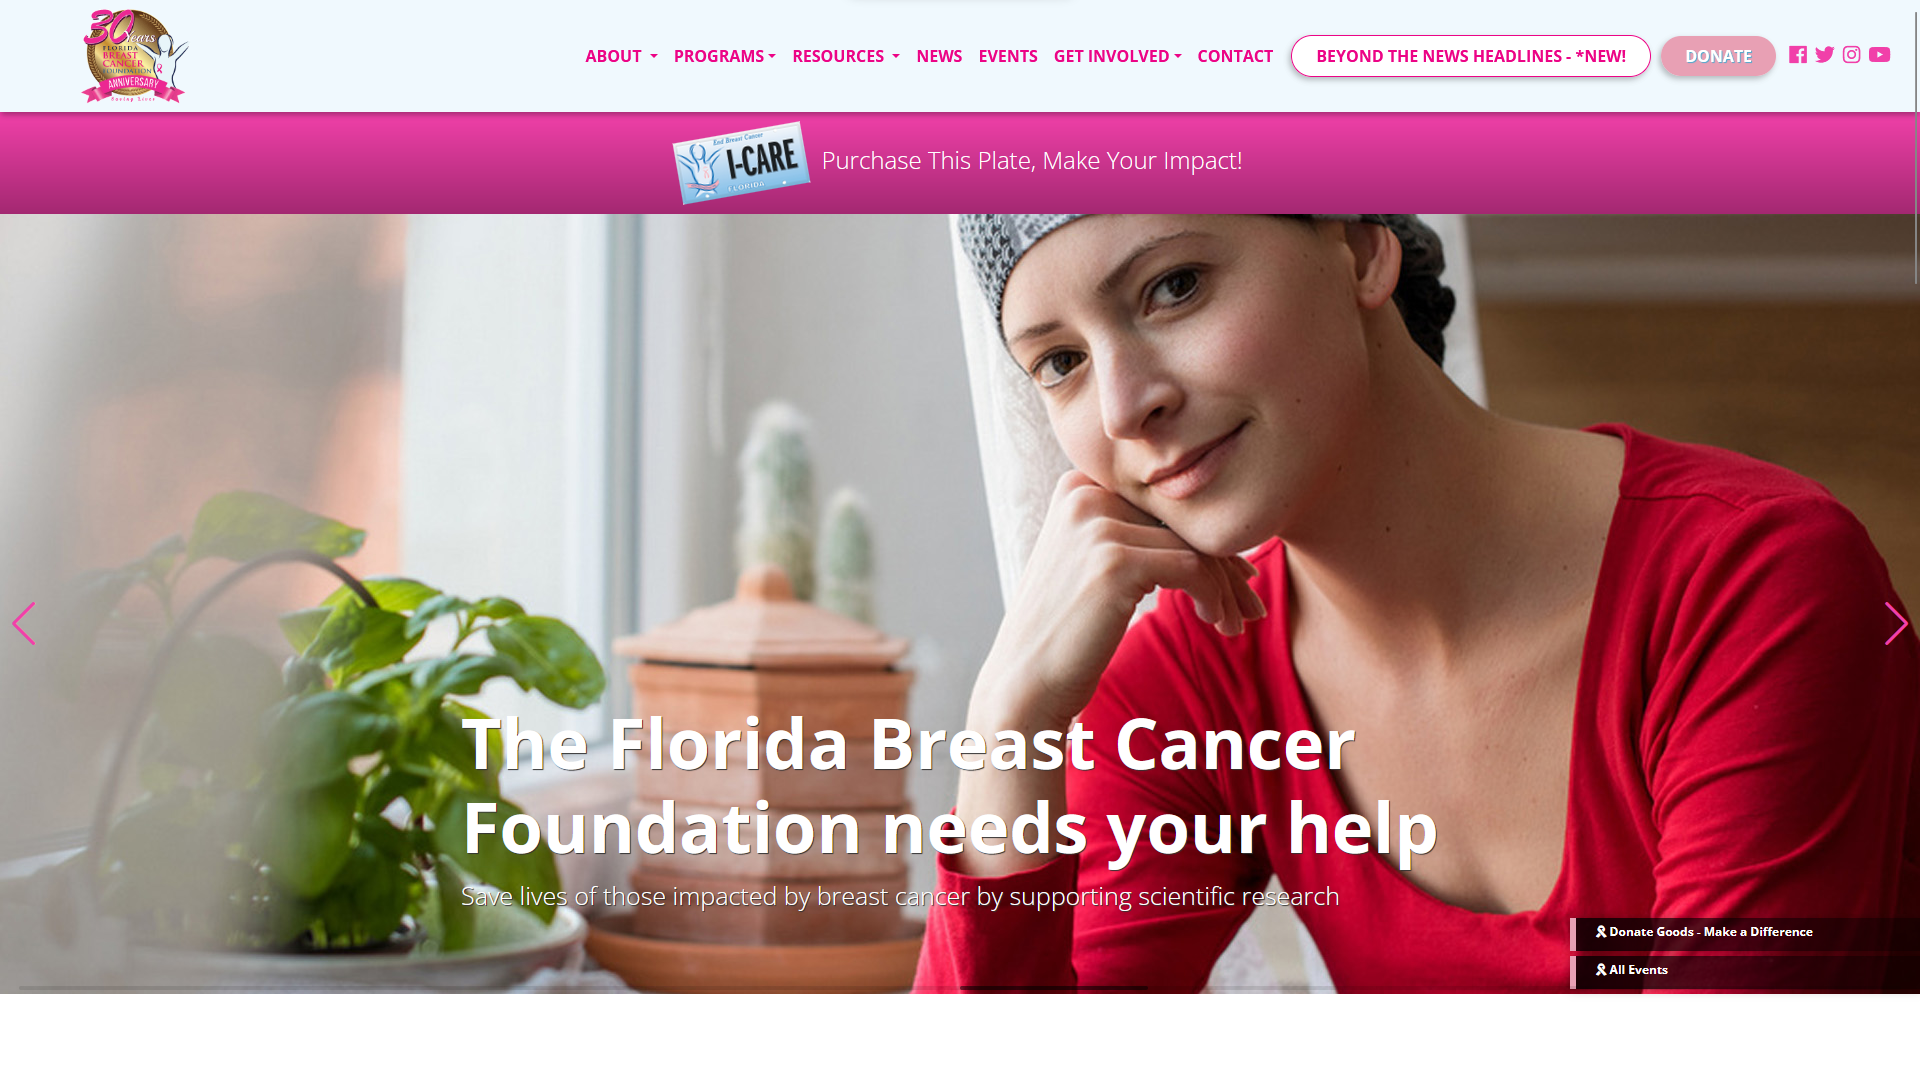 30 Years
FLORIDA
BREAST
CANCER
FOUNDATION
ANNIVERSARY
Saving Lives
ABOUT
PROGRAMS
RESOURCES
NEWS
EVENTS
GET INVOLVED
CONTACT
BEYOND THE NEWS HEADLINES - *NEW!
DONATE
End Breast Cancer
I-CARE
FLORIDA
Purchase This Plate, Make Your Impact!
The Florida Breast Cancer
Foundation needs your help
Save lives of those impacted by breast cancer by supporting scientific research
Donate Goods - Make a Difference
All Events